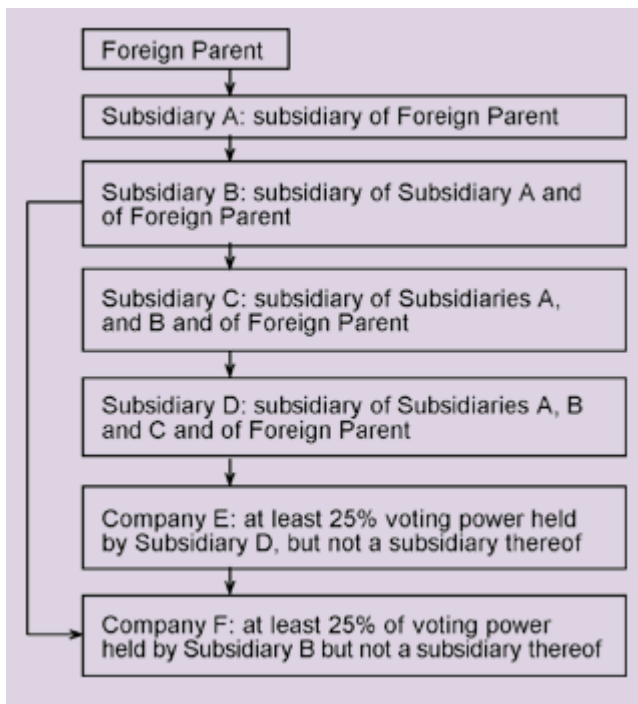 Foreign Parent
Subsidiary A: subsidiary of Foreign Parent
Subsidiary B: subsidiary of Subsidiary A and
of Foreign Parent
Subsidiary C: subsidiary of Subsidiaries A,
and B and of Foreign Parent
Subsidiary D: subsidiary of Subsidiaries A, B
and C and of Foreign Parent
Company E: at least 25% voting power held
by Subsidiary D, but not a subsidiary thereof
Company F: at least 25% of voting power
held by Subsidiary B but not a subsidiary thereof